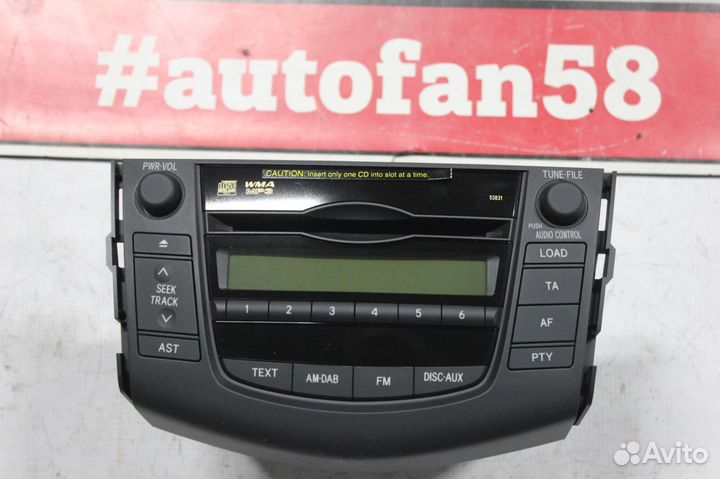 #autofan58
PWR·VOL
TUNE·FILE
CAUTION: Insert only one CD into slot at a time.
WMA
MP3
53831
PUSH
AUDIO CONTROL
LOAD
SEEK
TRACK
TA
1 2 3 4 5 6
AF
AST
PTY
TEXT
AM·DAB
FM
DISC·AUX
Avito